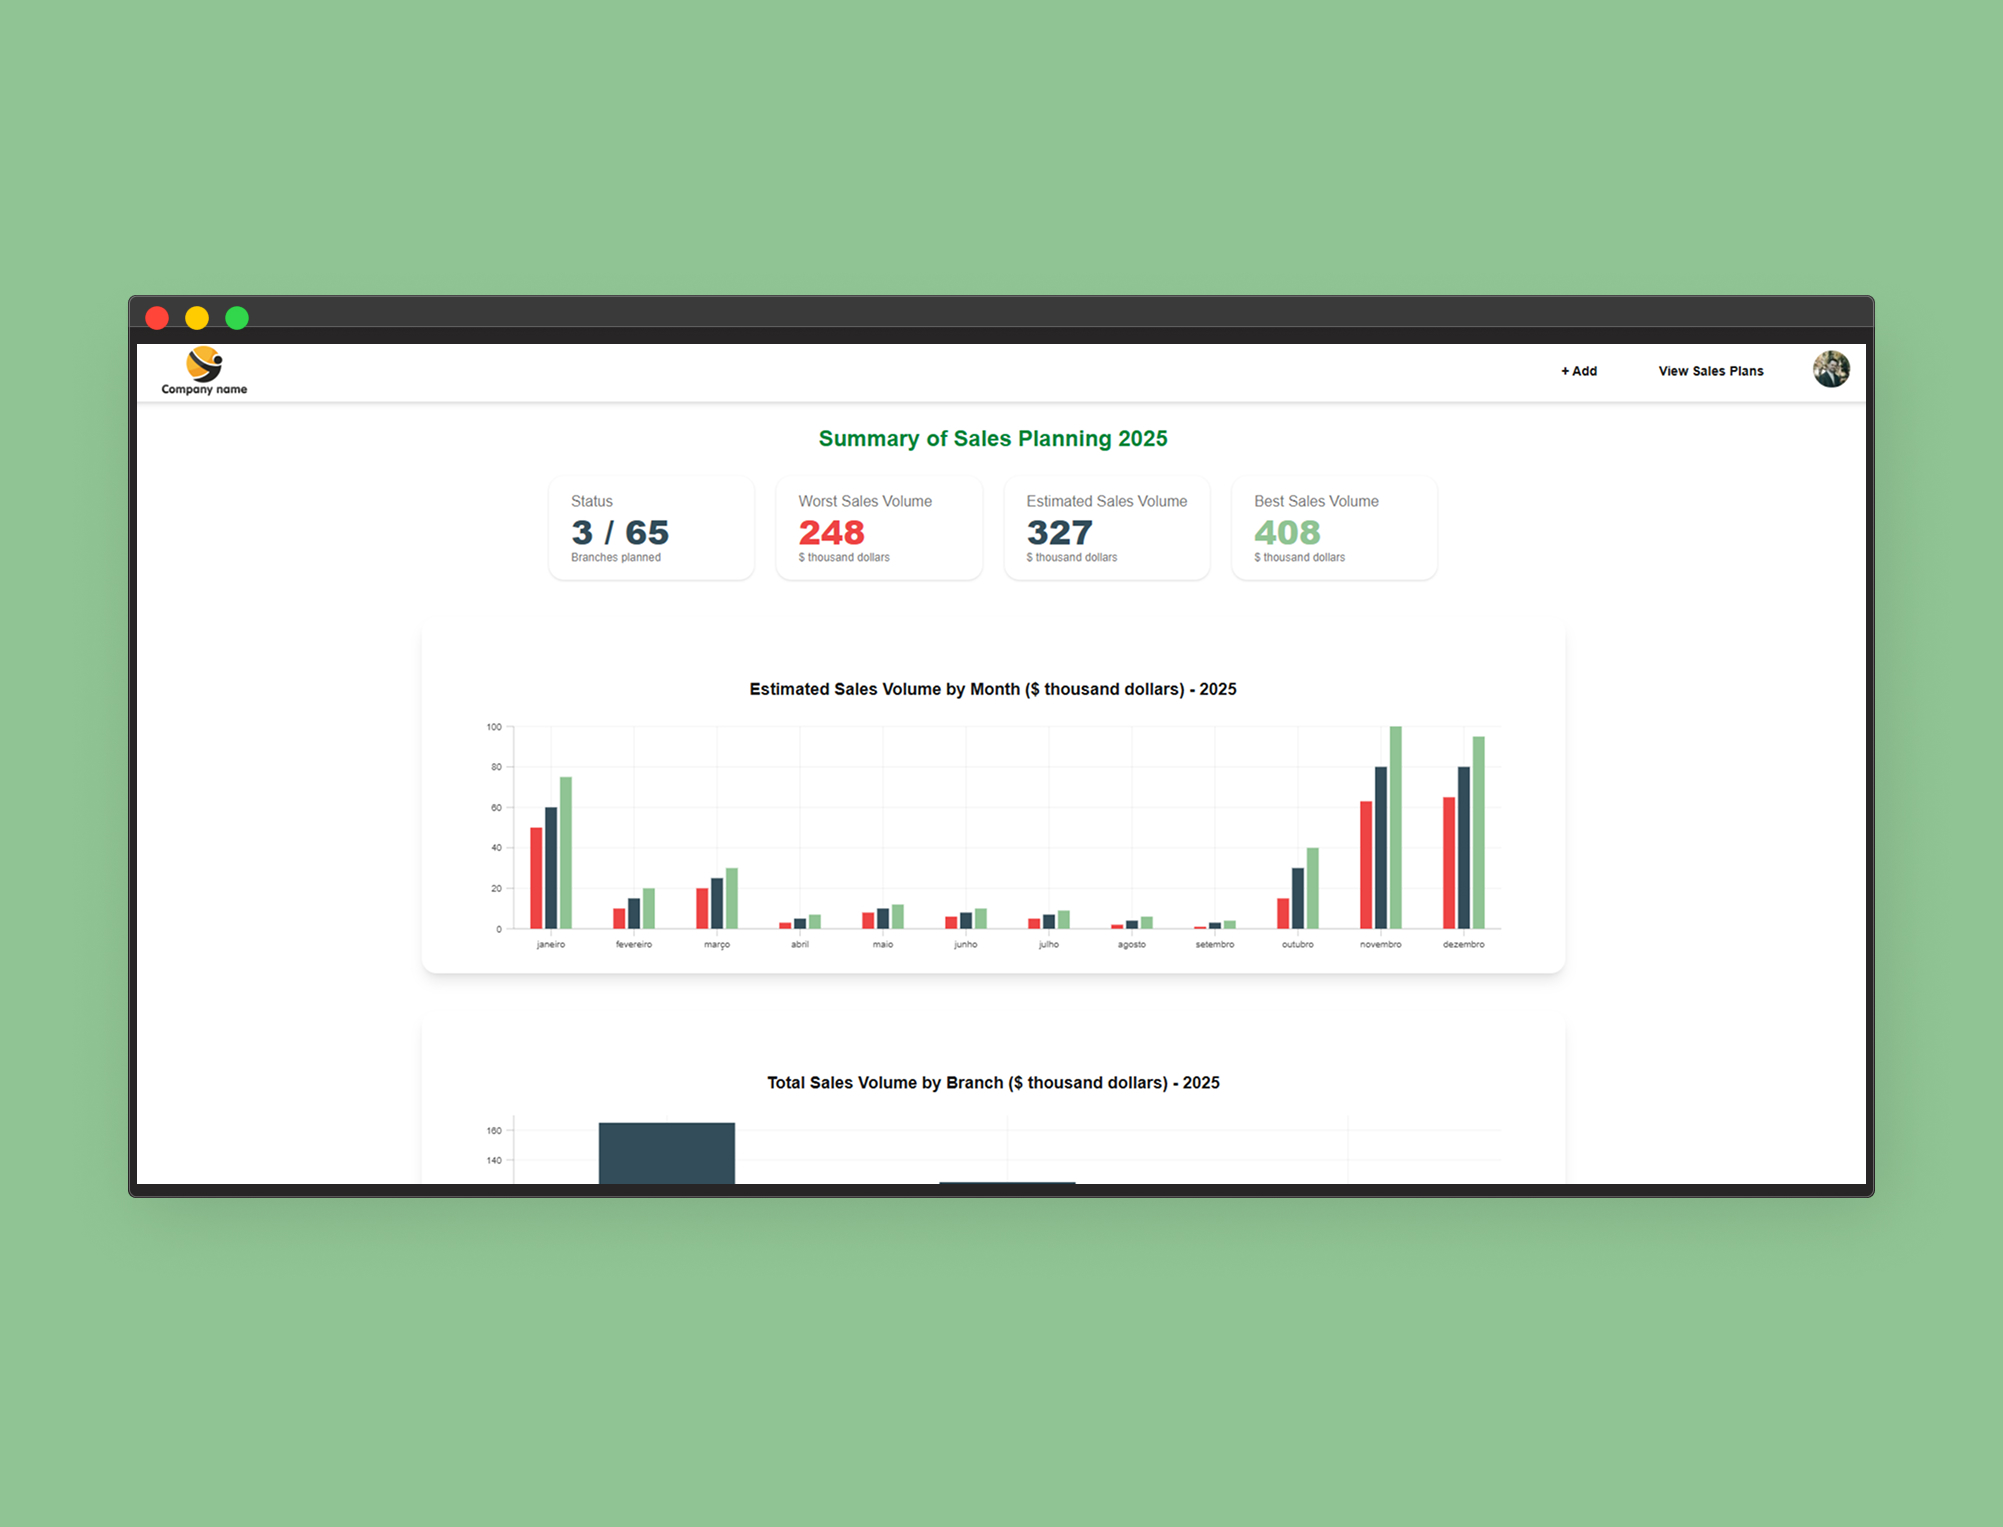 Company name
+ Add
View Sales Plans
Summary of Sales Planning 2025
Status
3 / 65
Branches planned
Worst Sales Volume
248
$ thousand dollars
Estimated Sales Volume
327
$ thousand dollars
Best Sales Volume
408
$ thousand dollars
Estimated Sales Volume by Month ($ thousand dollars) - 2025
100
80
60
40
20
0
janeiro fevereiro março abril maio junho julho agosto setembro outubro novembro dezembro
Total Sales Volume by Branch ($ thousand dollars) - 2025
160
140